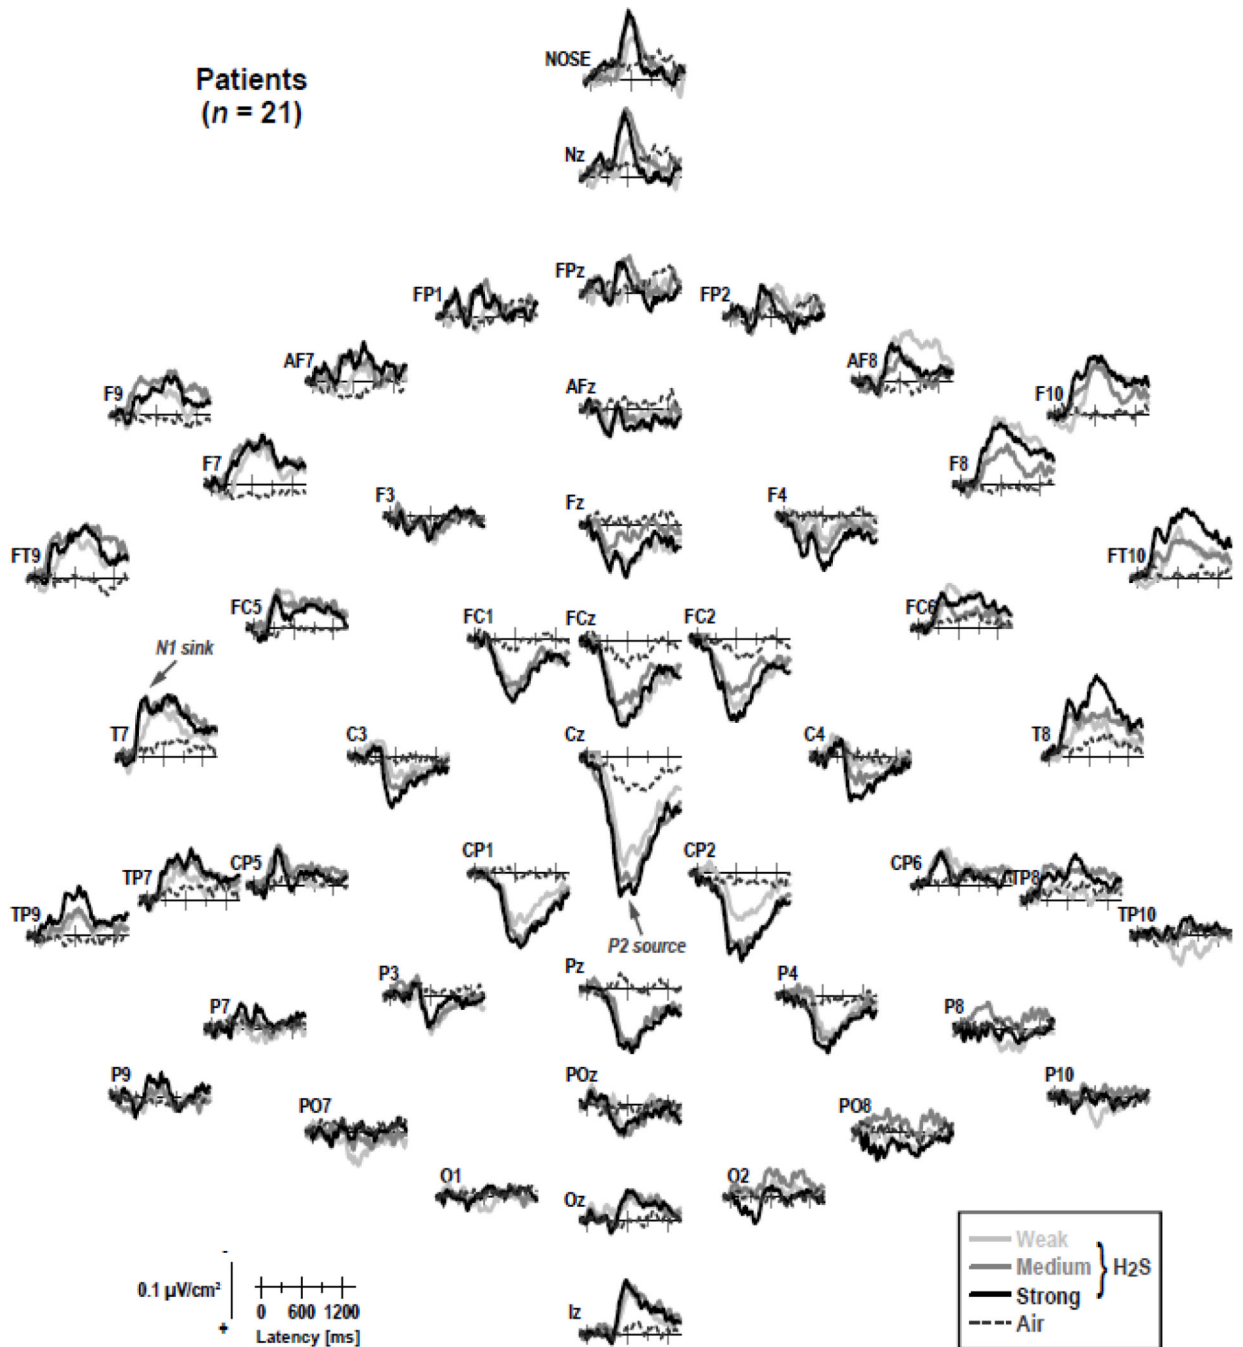 NOSE
Patients
(n = 21)
Nz
FPz
FP1
FP2
AF7
AF8
F9
AFz
F10
F7
F8
F3
Fz
F4
FT9
FT10
FC5
FC6
FC1
FCz
FC2
N1 sink
T7
C3
Cz
C4
T8
CP1
CP2
TP7
CP5
CP6
TP8
TP9
TP10
P2 source
P3
Pz
P4
P7
P8
P9
POz
P10
PO7
PO8
O1
Oz
O2
Weak
Medium
H2S
Strong
Air
-
0.1 µV/cm²
+
0 600 1200
Latency [ms]
Iz